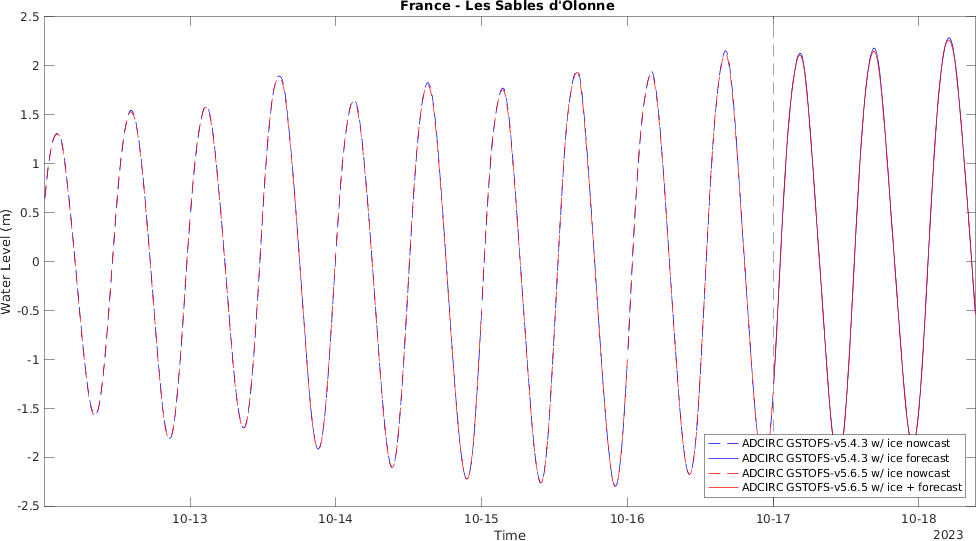 France - Les Sables d'Olonne
2.5
2
1.5
1
0.5
0
-0.5
-1
-1.5
-2
-2.5
Water Level (m)
ADCIRC GSTOFS-v5.4.3 w/ ice nowcast
ADCIRC GSTOFS-v5.4.3 w/ ice forecast
ADCIRC GSTOFS-v5.6.5 w/ ice nowcast
ADCIRC GSTOFS-v5.6.5 w/ ice + forecast
10-13 10-14 10-15 10-16 10-17 10-18
Time
2023